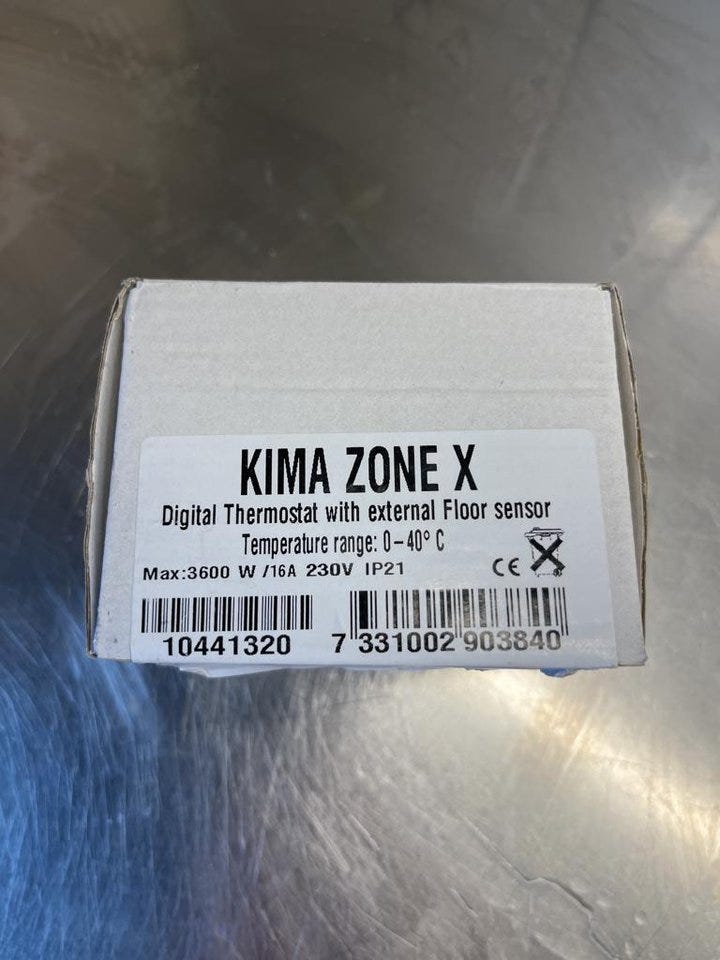 KIMA ZONE X
Digital Thermostat with external Floor sensor
Temperature range: 0-40° C
Max:3600 W /16A 230V IP21 CE
10441320 7 331002 903840